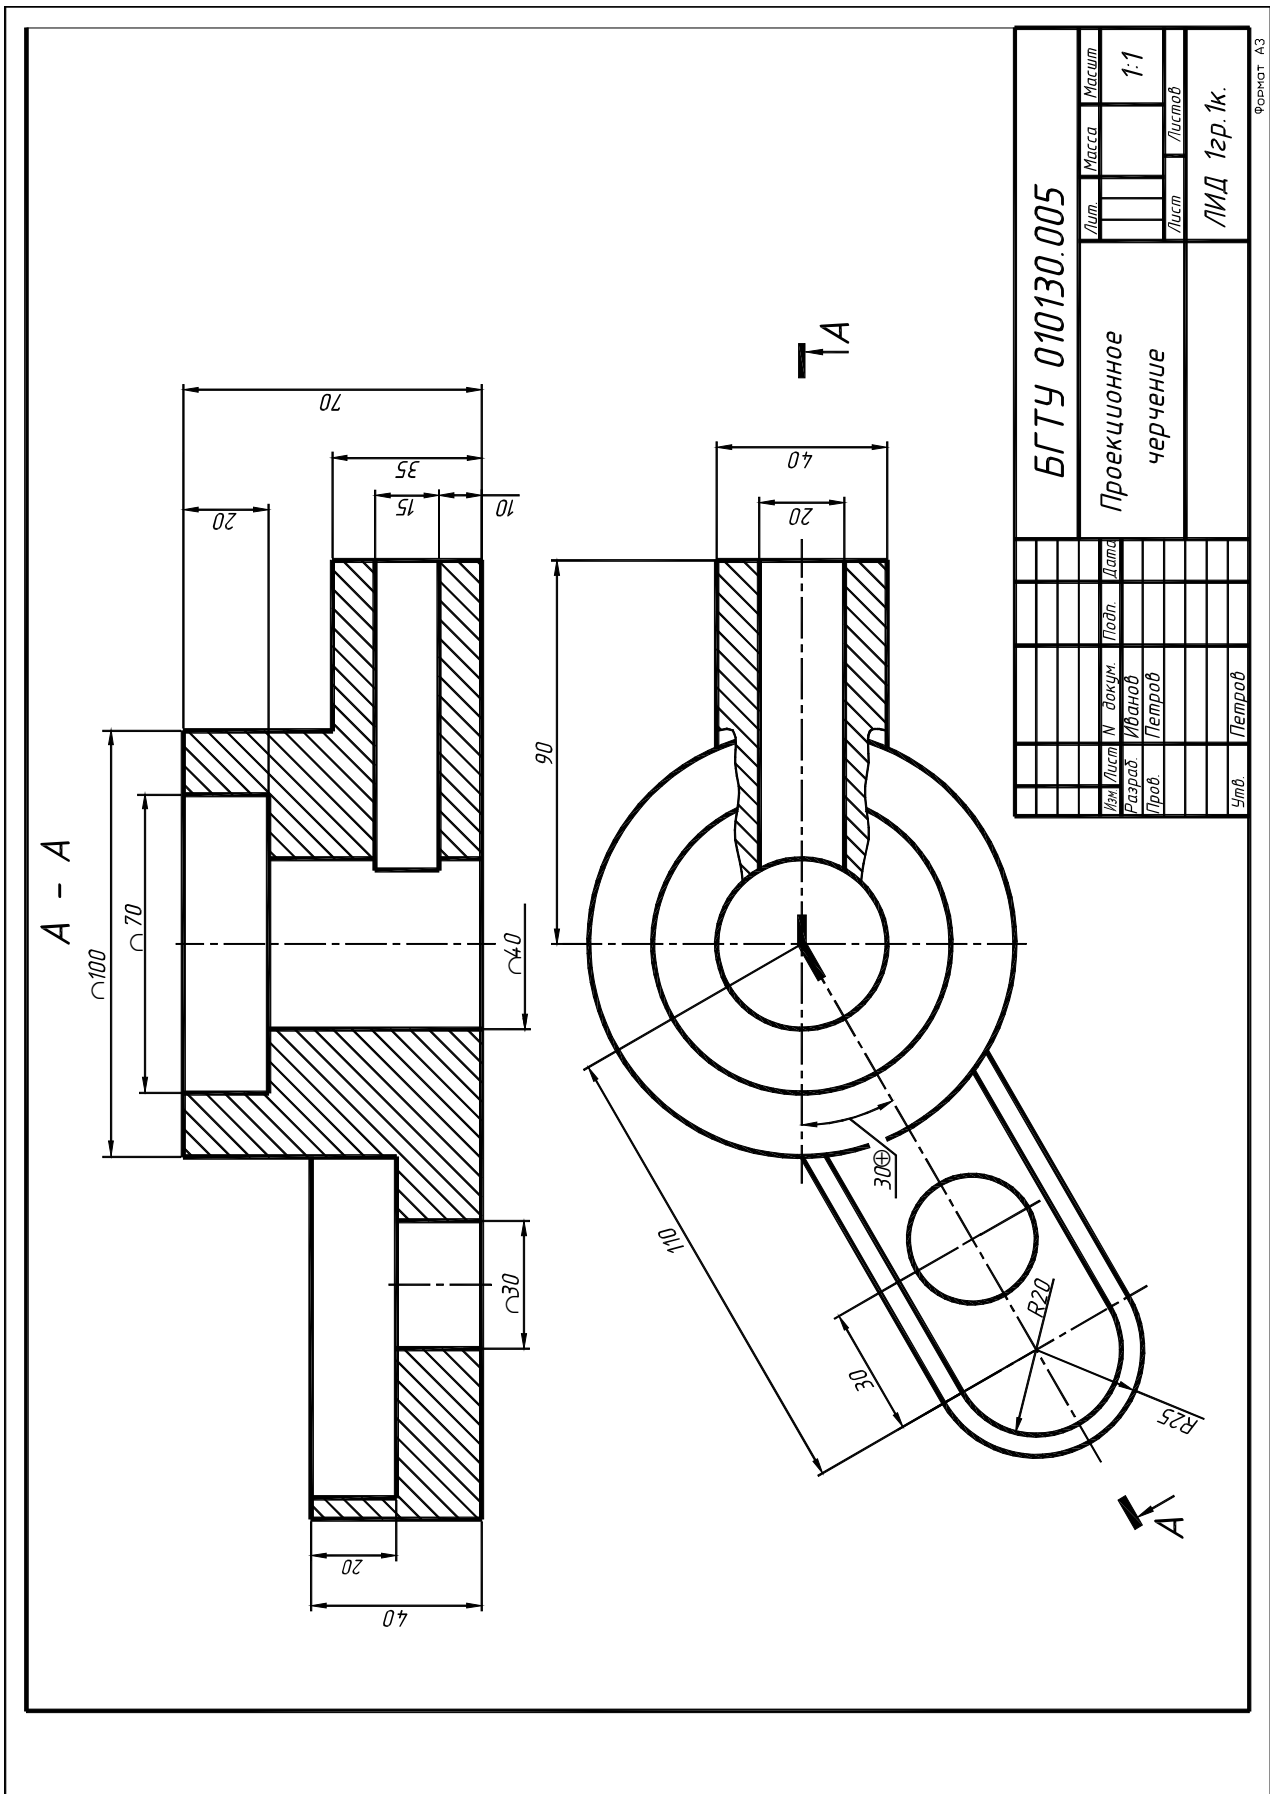 А - А
⌒100
⌒70
20
70
35
15
10
⌒40
⌒30
20
40
90
40
20
А
110
30
30⊕
R20
R25
А
БГТУ 010130.005
Проекционное
черчение
Лит.
Масса
Масшт
1:1
Лист
Листов
ЛИД 1гр.1к.
Изм
Лист
N докум.
Подп.
Дата
Разраб.
Иванов
Пров.
Петров
Утв.
Петров
Формат А3